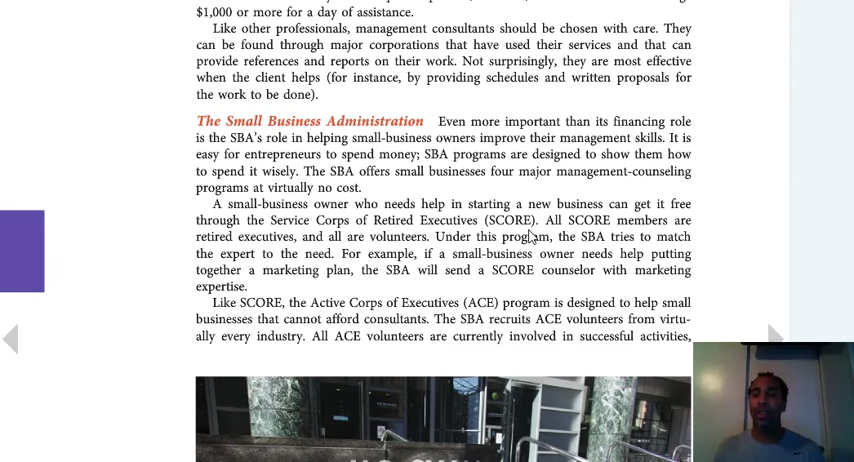 $1,000 or more for a day of assistance.
Like other professionals, management consultants should be chosen with care. They
can be found through major corporations that have used their services and that can
provide references and reports on their work. Not surprisingly, they are most effective
when the client helps (for instance, by providing schedules and written proposals for
the work to be done).
The Small Business Administration Even more important than its financing role
is the SBA's role in helping small-business owners improve their management skills. It is
easy for entrepreneurs to spend money; SBA programs are designed to show them how
to spend it wisely. The SBA offers small businesses four major management-counseling
programs at virtually no cost.
A small-business owner who needs help in starting a new business can get it free
through the Service Corps of Retired Executives (SCORE). All SCORE members are
retired executives, and all are volunteers. Under this program, the SBA tries to match
the expert to the need. For example, if a small-business owner needs help putting
together a marketing plan, the SBA will send a SCORE counselor with marketing
expertise.
Like SCORE, the Active Corps of Executives (ACE) program is designed to help small
businesses that cannot afford consultants. The SBA recruits ACE volunteers from virtu-
ally every industry. All ACE volunteers are currently involved in successful activities,